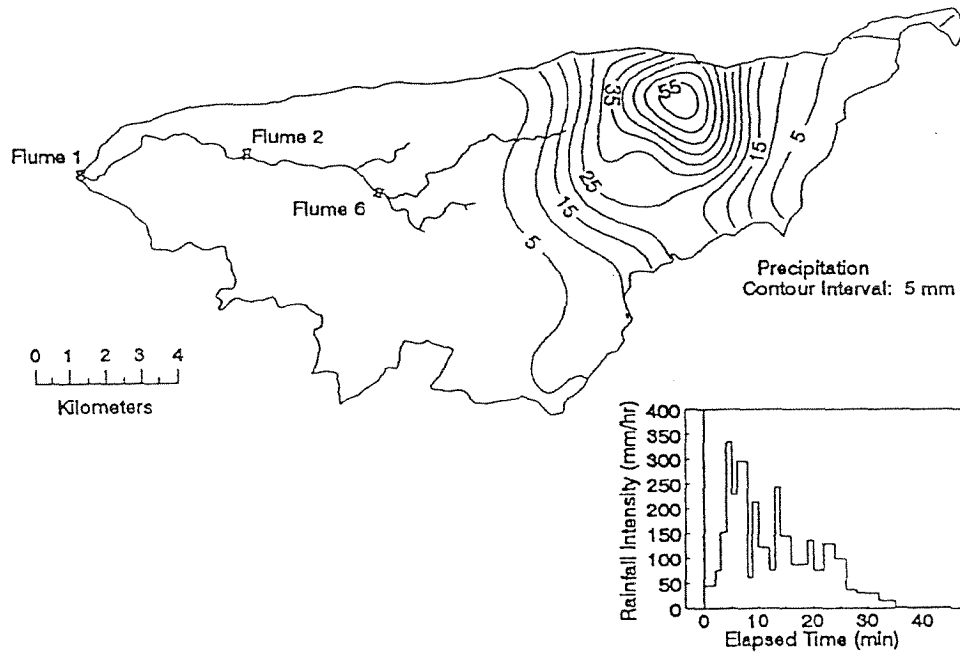 55
35
15
5
Flume 2
Flume 1
Flume 6
25
15
5
Precipitation
Contour Interval: 5 mm
0 1 2 3 4
Kilometers
Rainfall Intensity (mm/hr)
400
350
300
250
200
150
100
50
0
0 10 20 30 40
Elapsed Time (min)